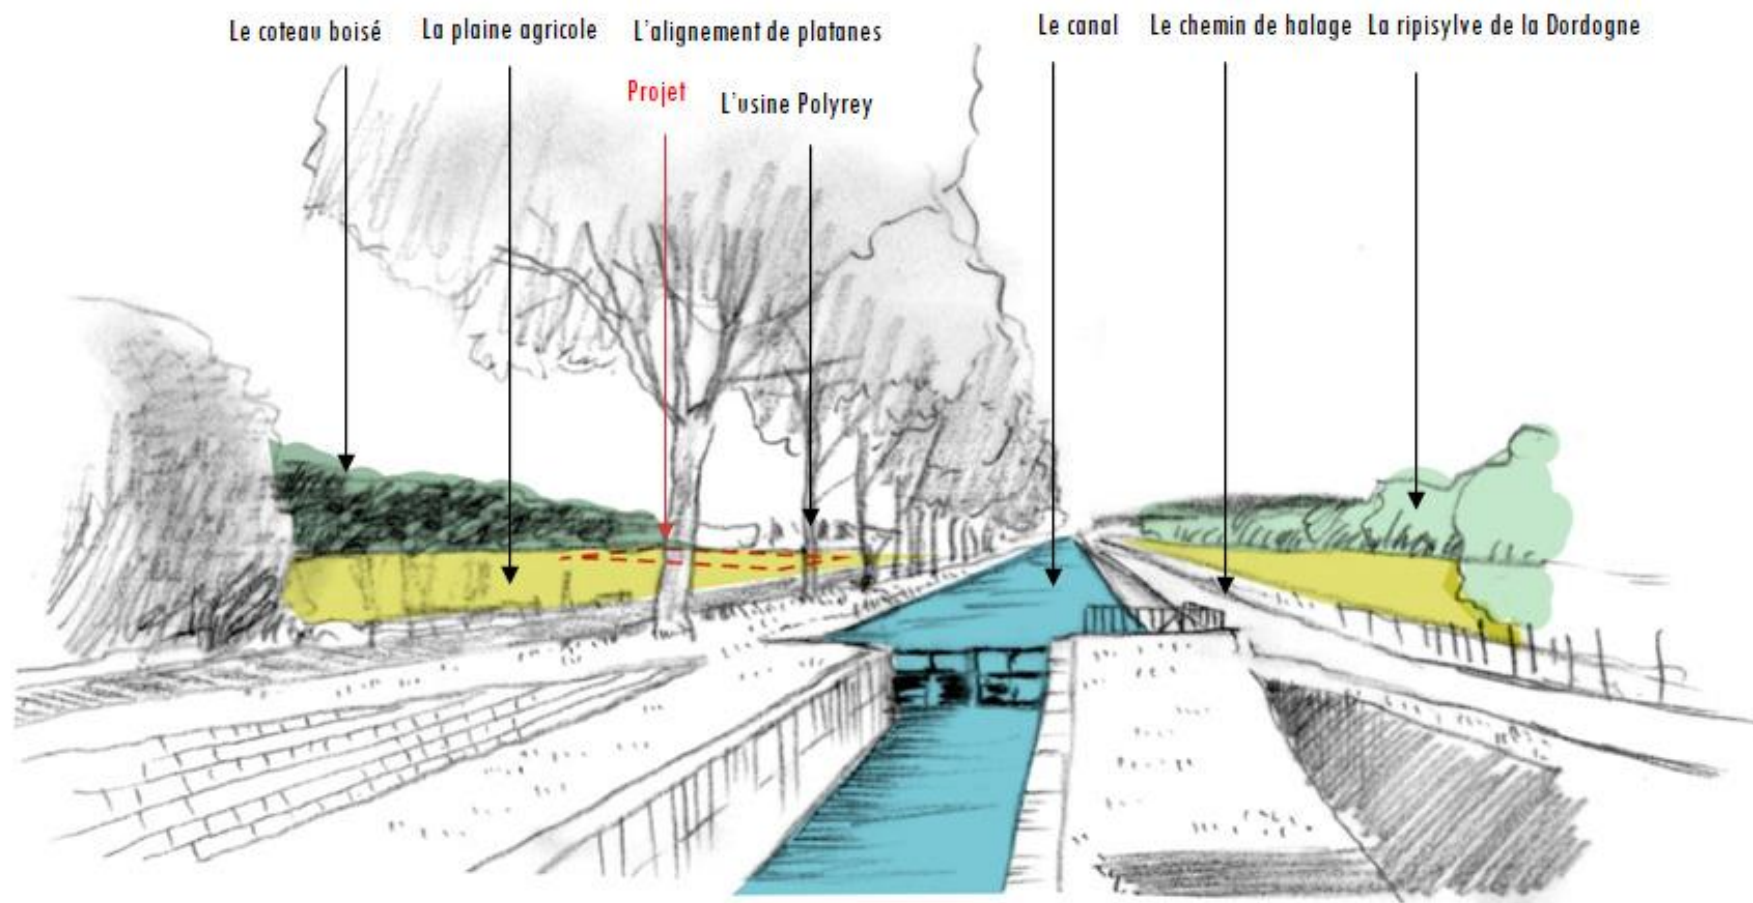 Le coteau boisé
La plaine agricole
L'alignement de platanes
Le canal
Le chemin de halage
La ripisylve de la Dordogne
Projet
L'usine Polyrey